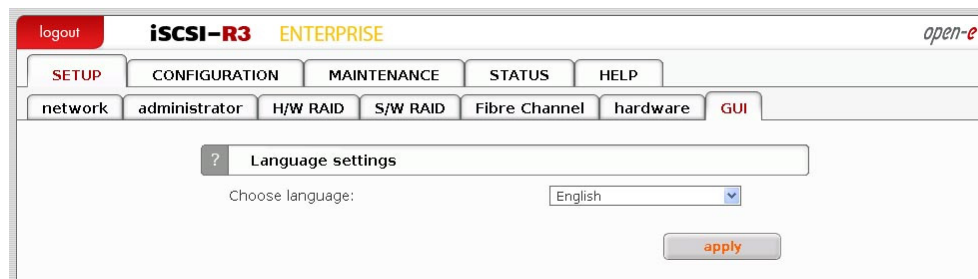 logout iSCSI-R3 ENTERPRISE open-e
SETUP CONFIGURATION MAINTENANCE STATUS HELP
network administrator H/W RAID S/W RAID Fibre Channel hardware GUI
? Language settings
Choose language: English
apply